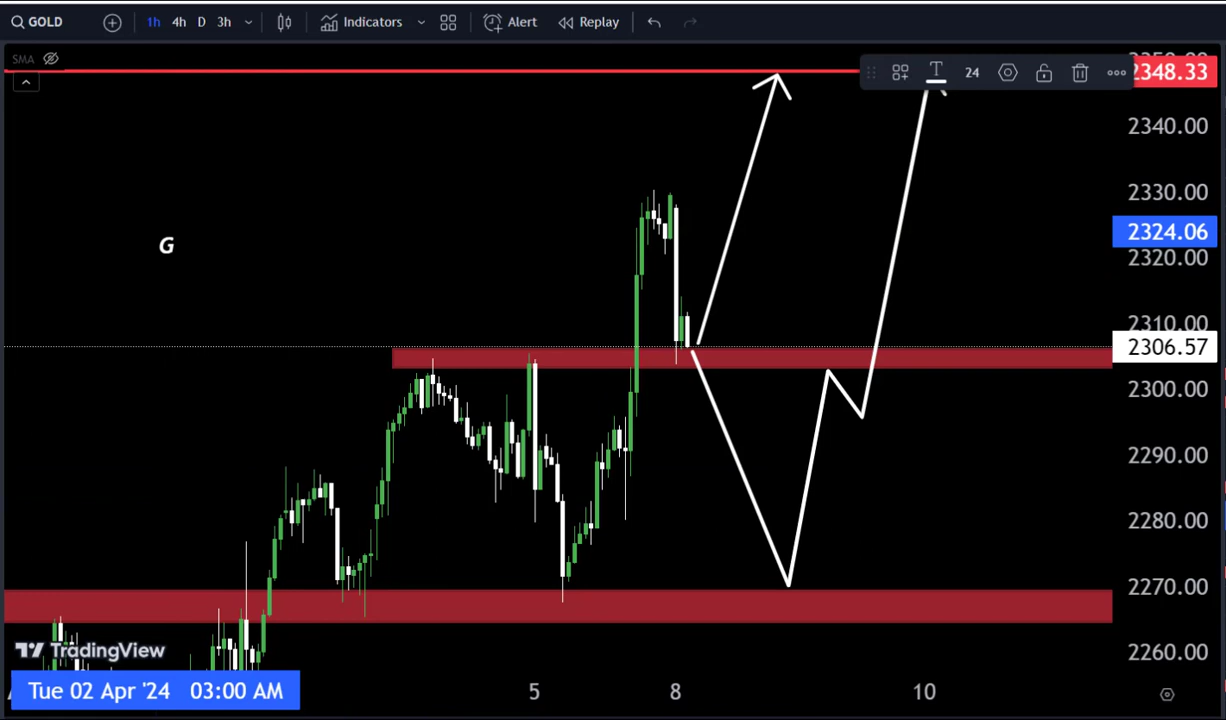 GOLD 1h 4h D 3h Indicators Alert Replay
SMA
24
2348.33
2340.00
2330.00
2324.06
2320.00
G
2310.00
2306.57
2300.00
2290.00
2280.00
2270.00
2260.00
TradingView
Tue 02 Apr '24 03:00 AM 5 8 10